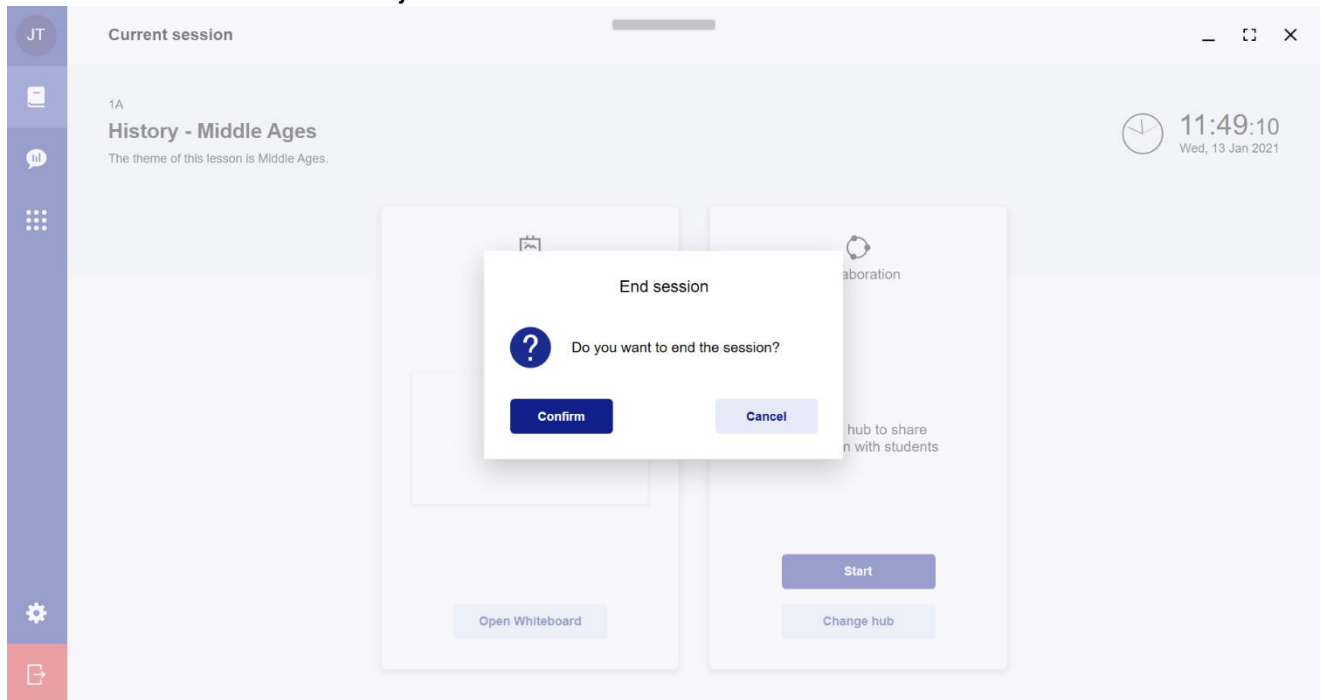 JT
Current session
1A
History - Middle Ages
The theme of this lesson is Middle Ages.
11:49:10
Wed, 13 Jan 2021
aboration
End session
Do you want to end the session?
Confirm
Cancel
hub to share
with students
Start
Open Whiteboard
Change hub